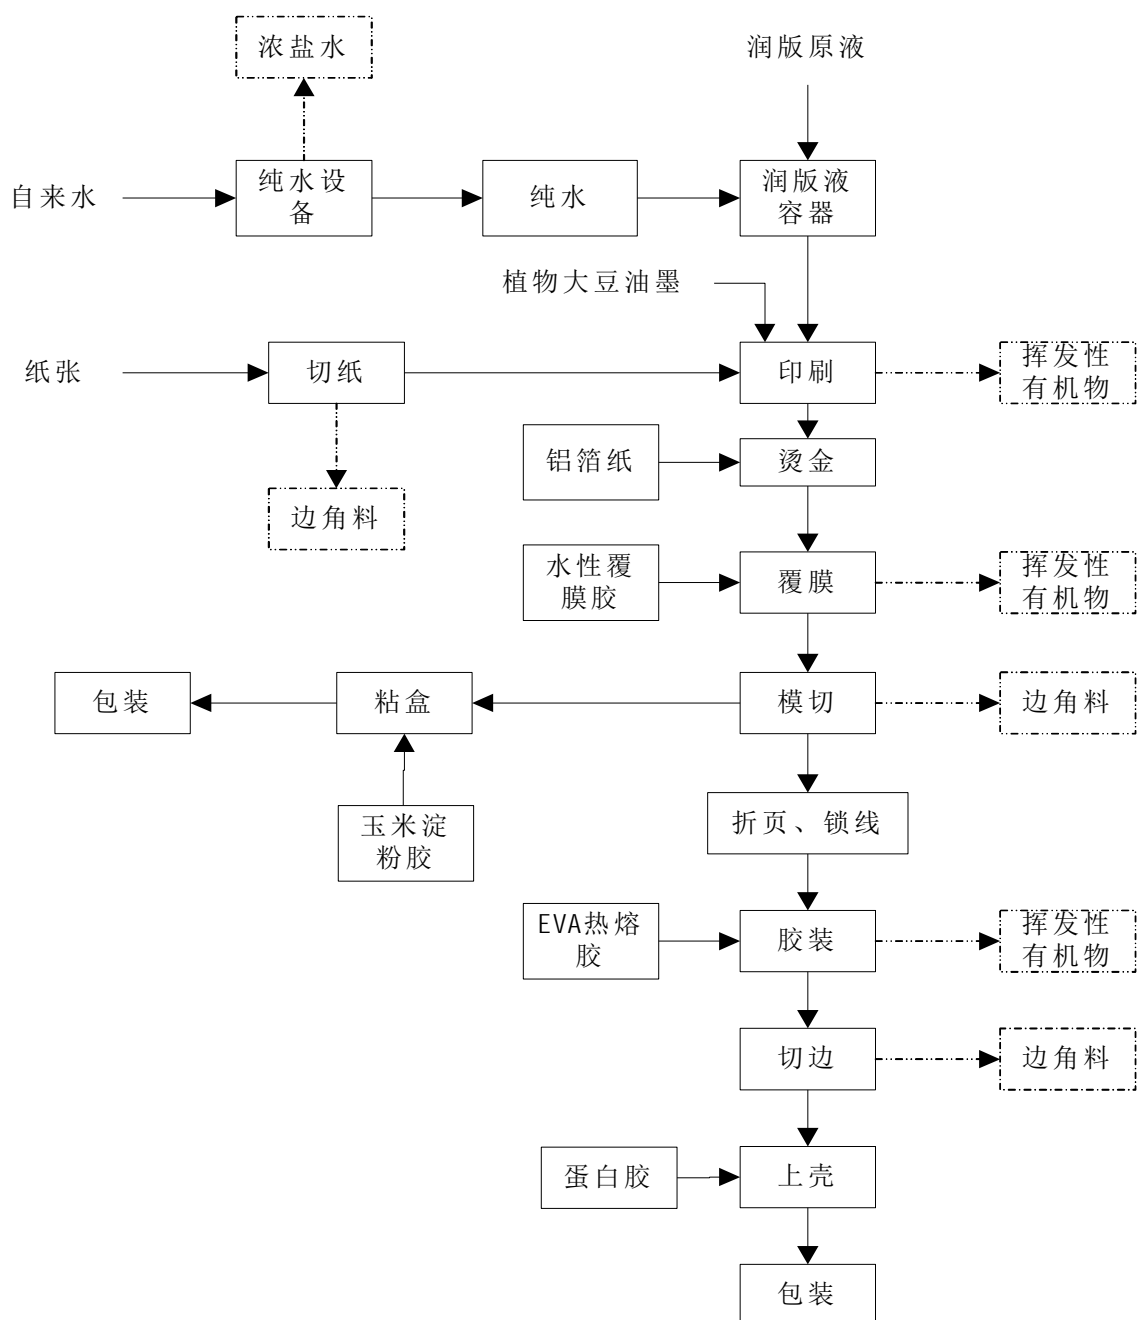 浓盐水
润版原液
自来水
纯水设
备
纯水
润版液
容器
植物大豆油墨
纸张
切纸
印刷
挥发性
有机物
铝箔纸
烫金
边角料
水性覆
膜胶
覆膜
挥发性
有机物
包装
粘盒
模切
边角料
玉米淀
粉胶
折页、锁线
EVA热熔
胶
胶装
挥发性
有机物
切边
边角料
蛋白胶
上壳
包装